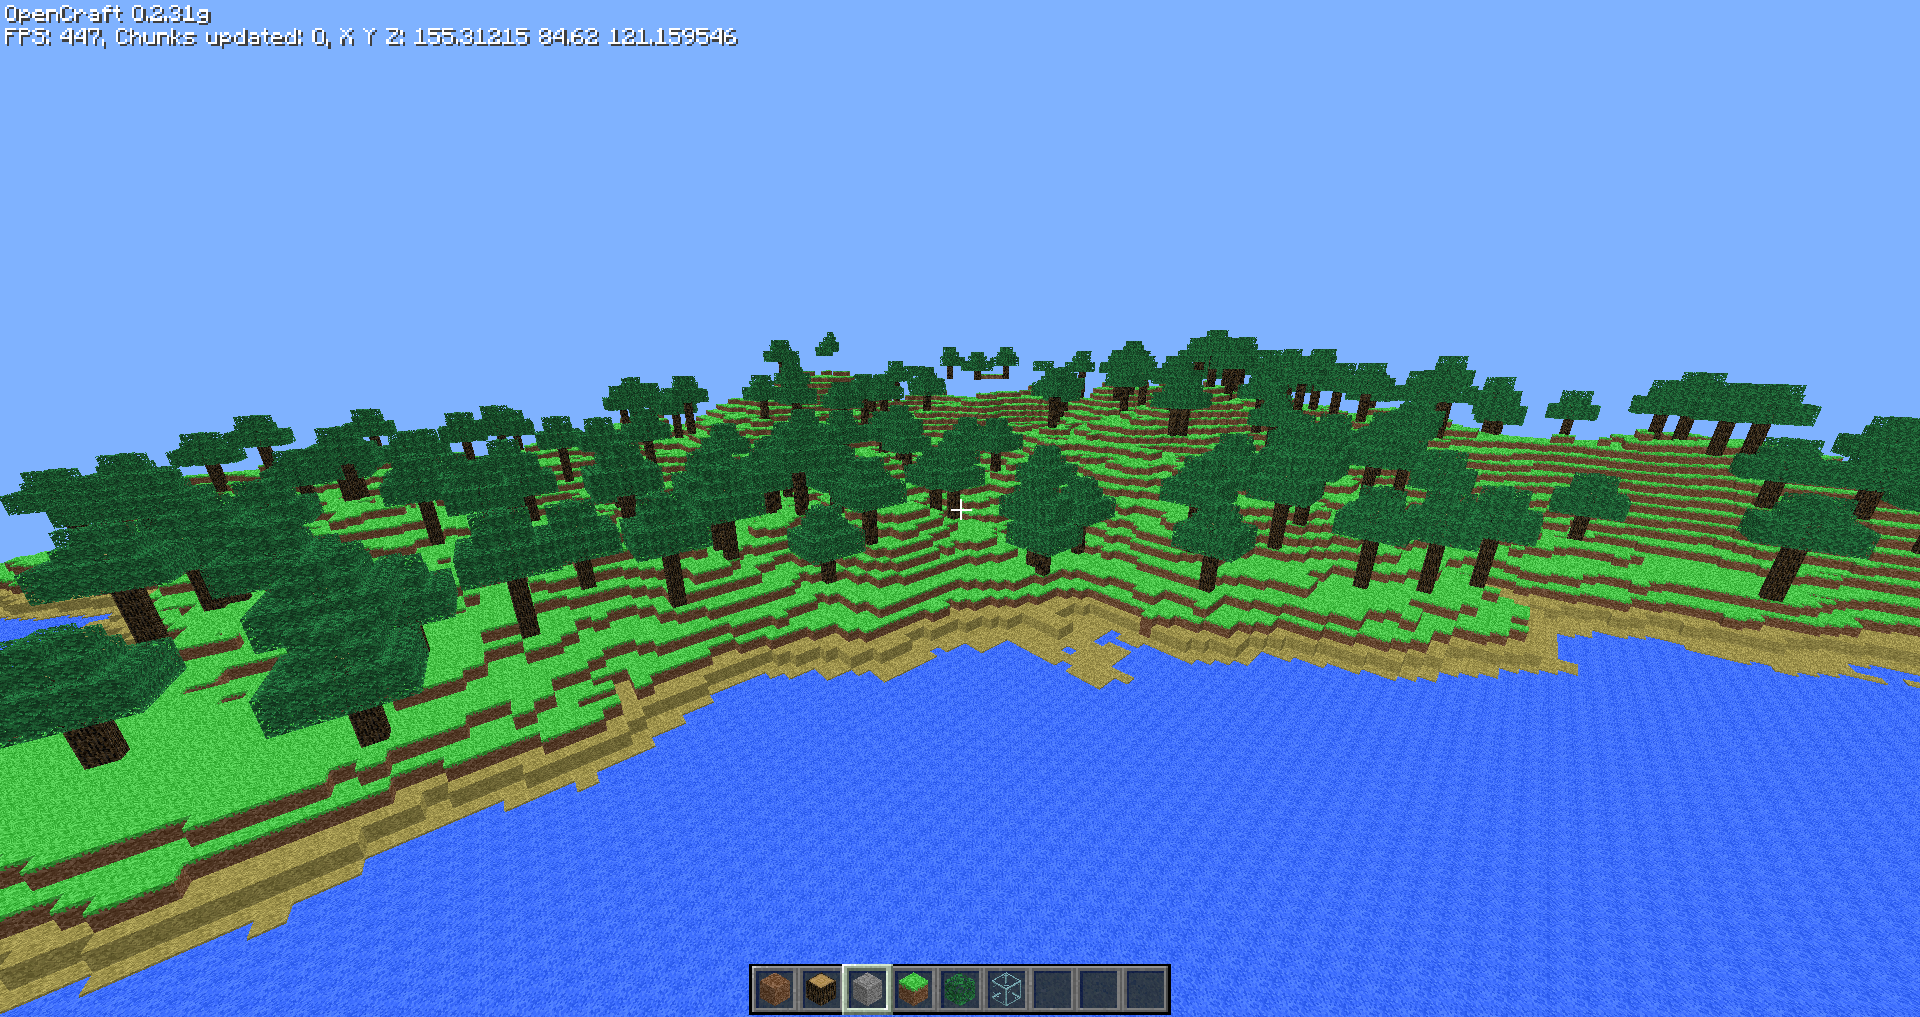 OpenCraft 0.2.31g
FPS: 447, Chunks updated: 0, X Y Z: 155.31215 84.62 121.159546